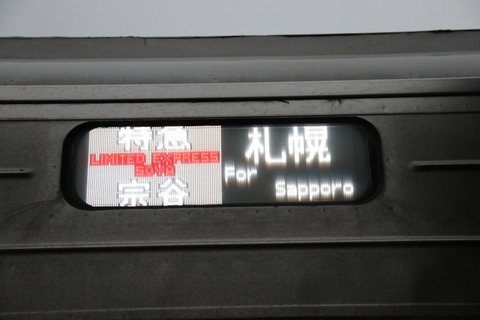 特急
LIMITED EXPRESS
SOYA
宗谷
札幌
For
Sapporo